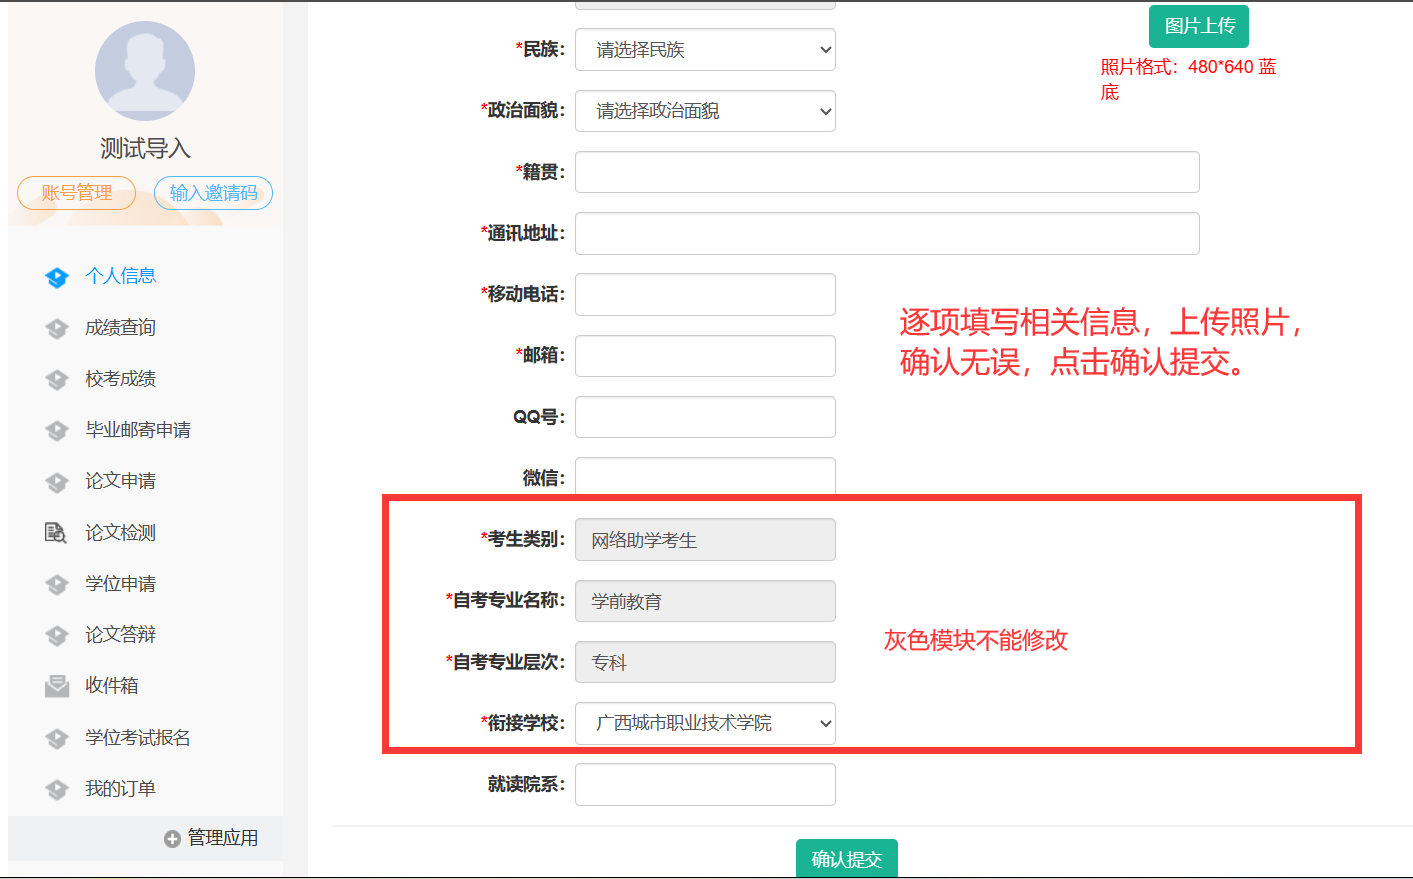 测试导入
账号管理
输入邀请码
个人信息
成绩查询
校考成绩
毕业邮寄申请
论文申请
论文检测
学位申请
论文答辩
收件箱
学位考试报名
我的订单
管理应用
*民族： 请选择民族
*政治面貌： 请选择政治面貌
*籍贯：
*通讯地址：
*移动电话：
*邮箱：
QQ号：
微信：
*考生类别： 网络助学考生
*自考专业名称： 学前教育
*自考专业层次： 专科
*衔接学校： 广西城市职业技术学院
就读院系：
确认提交
图片上传
照片格式：480*640 蓝
底
逐项填写相关信息，上传照片，
确认无误，点击确认提交。
灰色模块不能修改